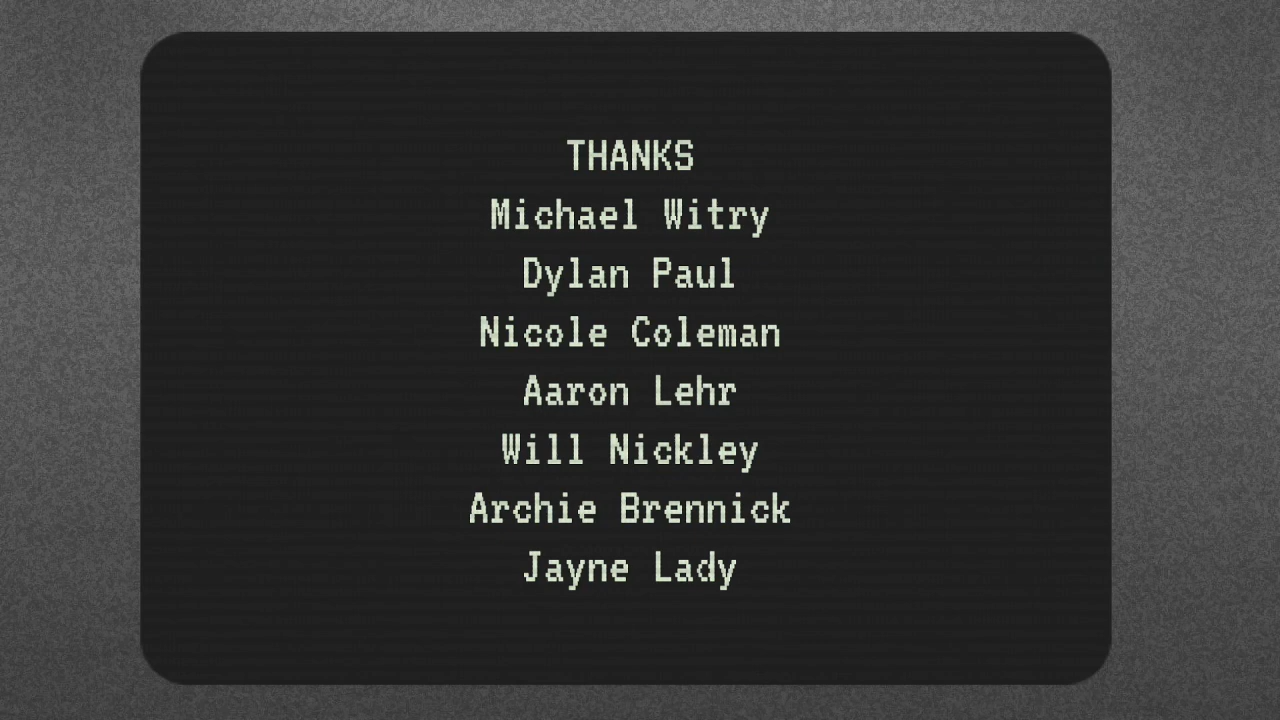 THANKS
Michael Witry
Dylan Paul
Nicole Coleman
Aaron Lehr
Will Nickley
Archie Brennick
Jayne Lady